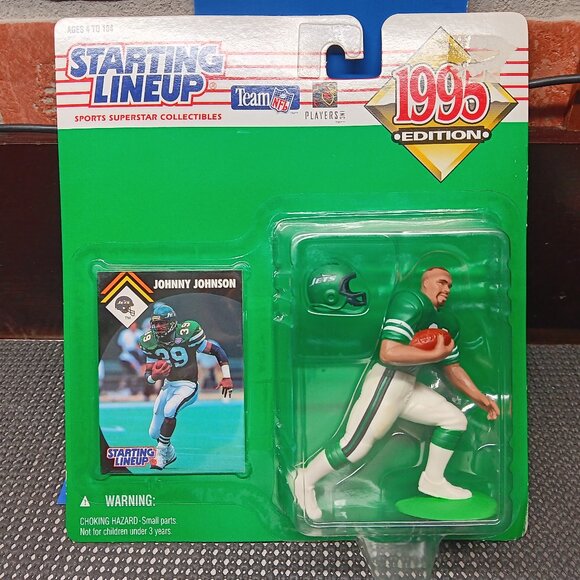 AGES 4 TO 104
STARTING
LINEUP
SPORTS SUPERSTAR COLLECTIBLES
Team NFL
PLAYERS INC
1995
EDITION
JETS
JOHNNY JOHNSON
39
STARTING
LINEUP
WARNING:
CHOKING HAZARD-Small parts.
Not for children under 3 years.